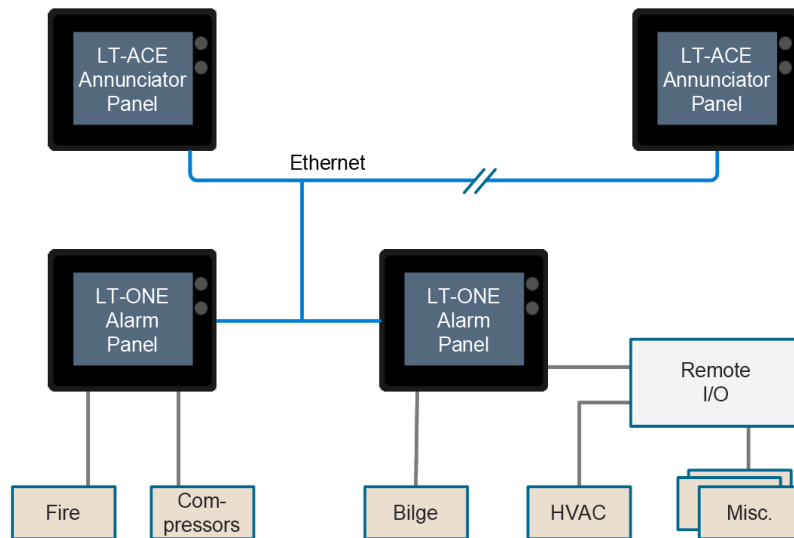 LT-ACE
Annunciator
Panel
LT-ACE
Annunciator
Panel
Ethernet
LT-ONE
Alarm
Panel
LT-ONE
Alarm
Panel
Remote
I/O
Fire
Com-
pressors
Bilge
HVAC
Misc.